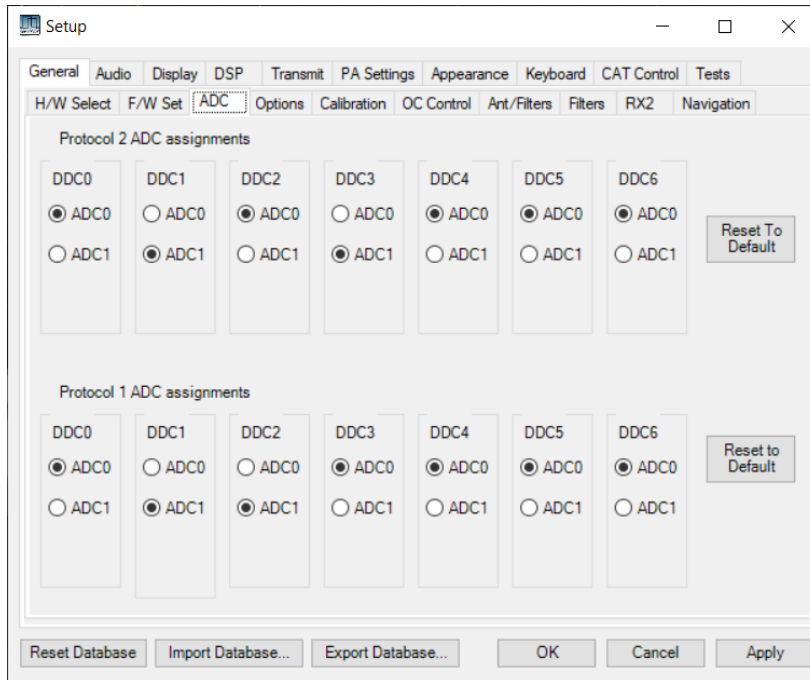 Setup
General Audio Display DSP Transmit PA Settings Appearance Keyboard CAT Control Tests
H/W Select F/W Set ADC Options Calibration OC Control Ant/Filters Filters RX2 Navigation
Protocol 2 ADC assignments
DDC0 DDC1 DDC2 DDC3 DDC4 DDC5 DDC6
ADC0 ADC0 ADC0 ADC0 ADC0 ADC0 ADC0
ADC1 ADC1 ADC1 ADC1 ADC1 ADC1 ADC1
Reset To
Default
Protocol 1 ADC assignments
DDC0 DDC1 DDC2 DDC3 DDC4 DDC5 DDC6
ADC0 ADC0 ADC0 ADC0 ADC0 ADC0 ADC0
ADC1 ADC1 ADC1 ADC1 ADC1 ADC1 ADC1
Reset to
Default
Reset Database Import Database... Export Database... OK Cancel Apply